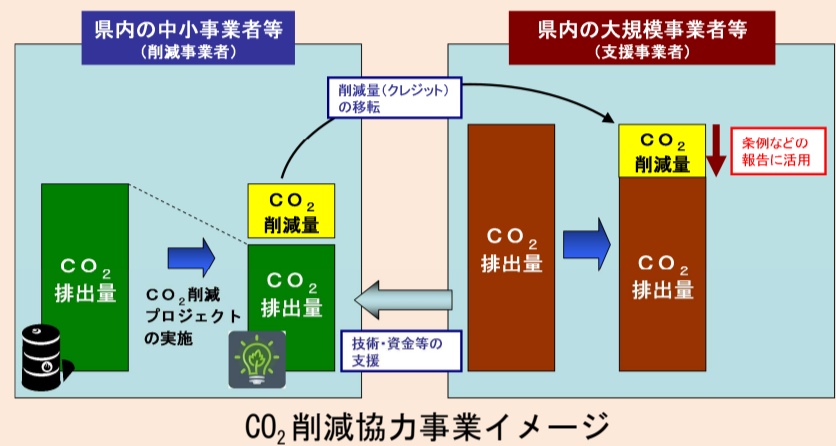 県内の中小事業者等
(削減事業者)
県内の大規模事業者等
(支援事業者)
削減量(クレジット)
の移転
CO₂
削減量
条例などの
報告に活用
CO₂
削減量
CO₂
排出量
CO₂削減
プロジェクト
の実施
CO₂
排出量
CO₂
排出量
CO₂
排出量
技術・資金等の
支援
CO₂削減協力事業イメージ